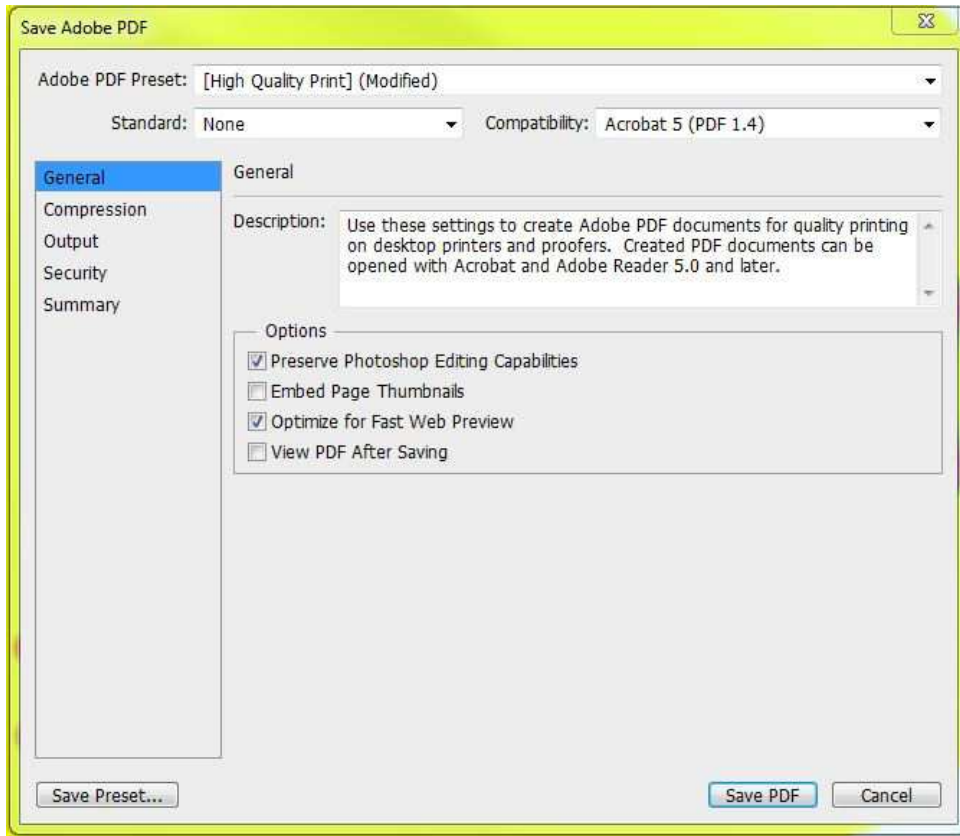 Save Adobe PDF
Adobe PDF Preset: [High Quality Print] (Modified)
Standard: None Compatibility: Acrobat 5 (PDF 1.4)
General
Compression
Output
Security
Summary
General
Description: Use these settings to create Adobe PDF documents for quality printing
on desktop printers and proofers. Created PDF documents can be
opened with Acrobat and Adobe Reader 5.0 and later.
Options
Preserve Photoshop Editing Capabilities
Embed Page Thumbnails
Optimize for Fast Web Preview
View PDF After Saving
Save Preset... Save PDF Cancel